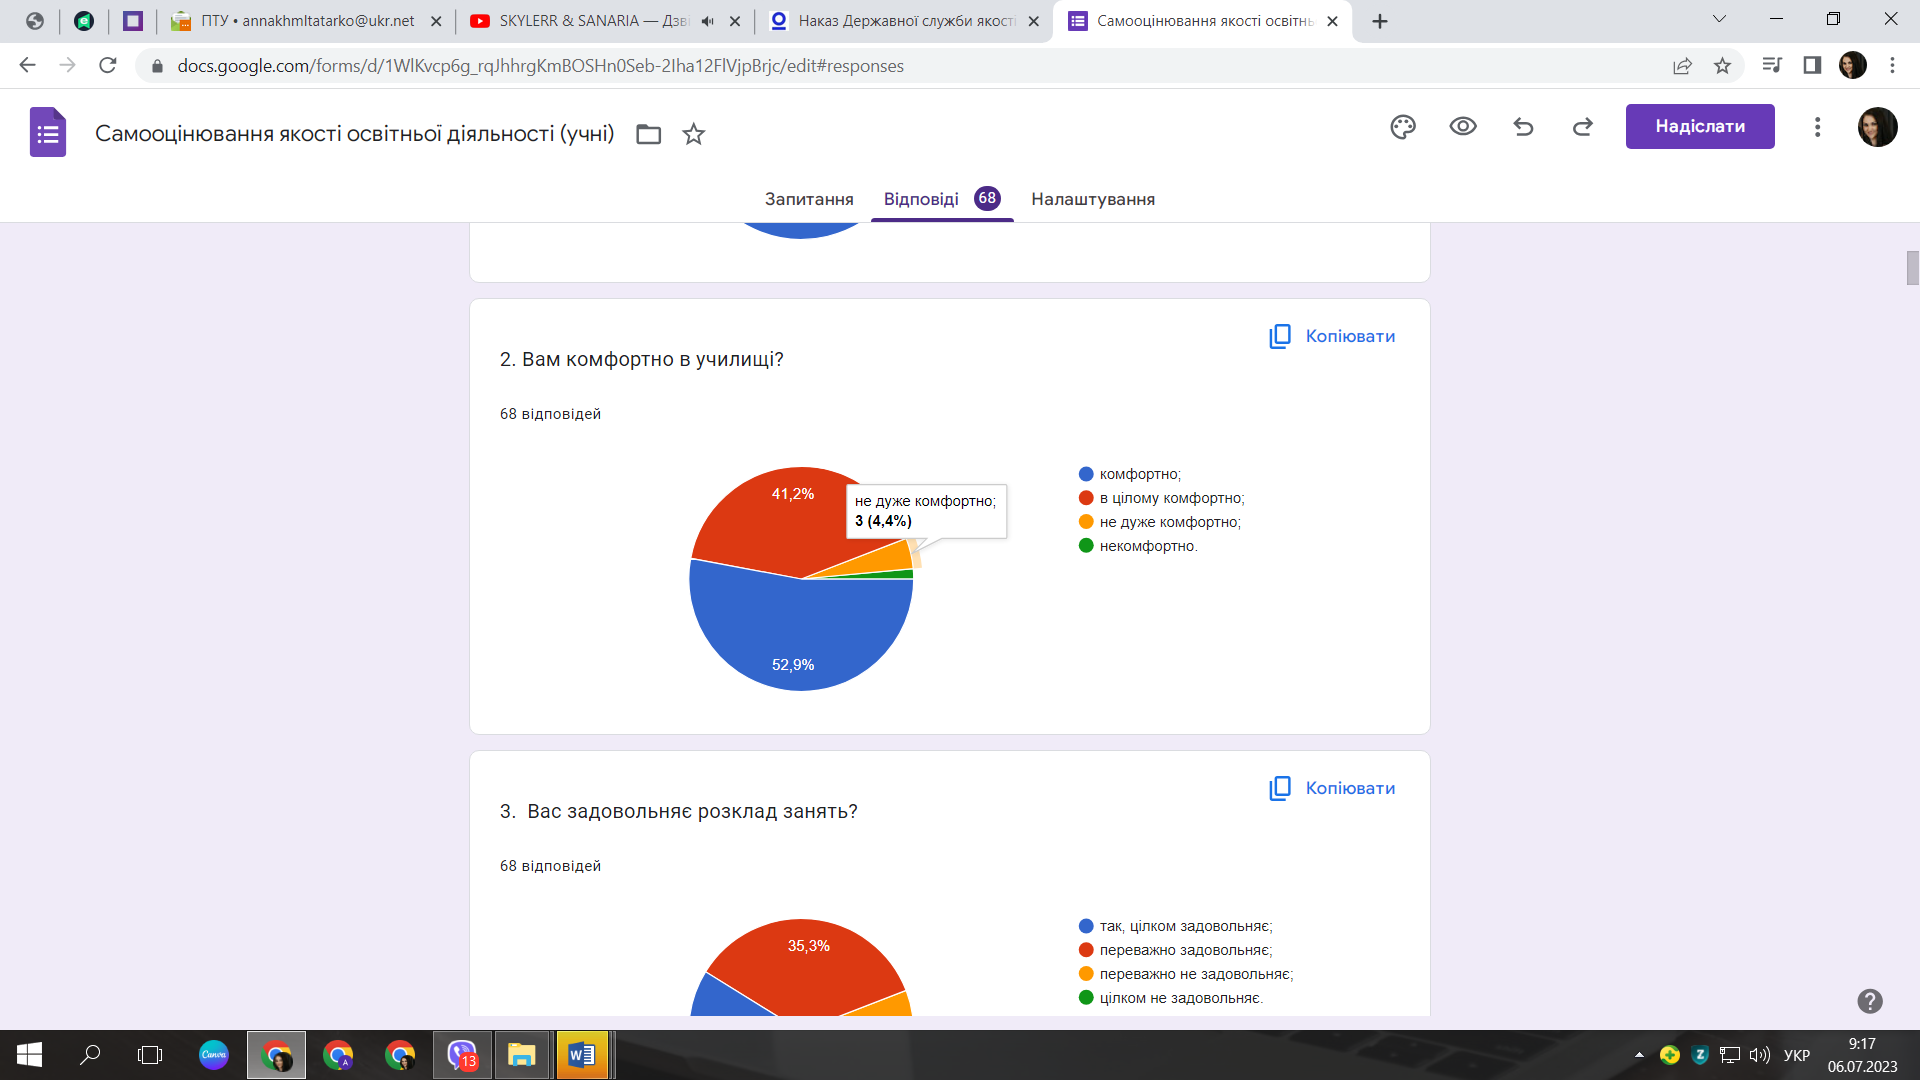 ПТУ • annakhmltatarko@ukr.net
SKYLERR & SANARIA — Дзві
Наказ Державної служби якості
Самооцінювання якості освітнь
docs.google.com/forms/d/1WlKvcp6g_rqJhhrgKmBOSHn0Seb-2Iha12FlVjpBrjc/edit#responses
Самооцінювання якості освітньої діяльності (учні)
Надіслати
Запитання
Відповіді 68
Налаштування
Копіювати
2. Вам комфортно в училищі?
68 відповідей
41,2%
не дуже комфортно;
3 (4,4%)
52,9%
комфортно;
в цілому комфортно;
не дуже комфортно;
некомфортно.
Копіювати
3. Вас задовольняє розклад занять?
68 відповідей
35,3%
так, цілком задовольняє;
переважно задовольняє;
переважно не задовольняє;
цілком не задовольняє.
Canva
A
13
УКР
9:17
06.07.2023